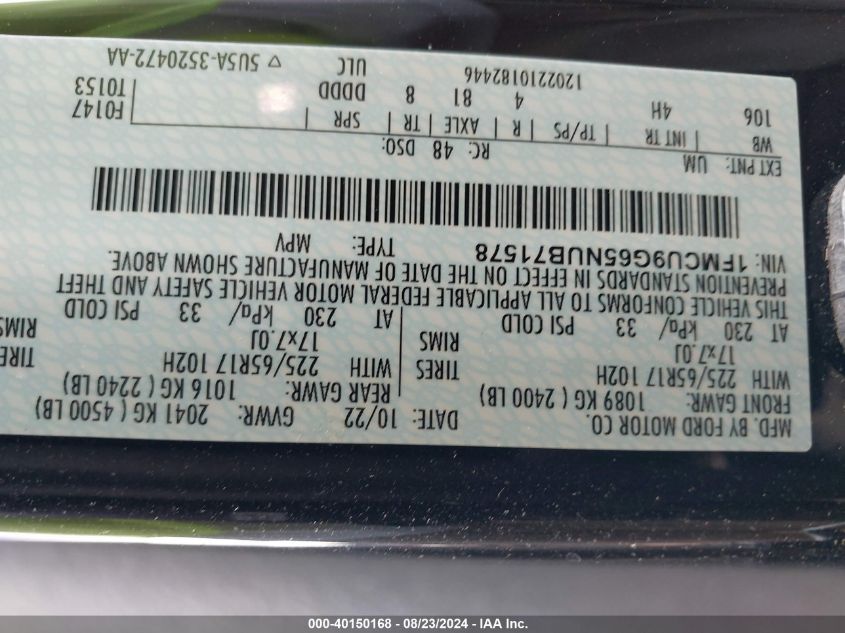 MFD. BY FORD MOTOR CO.
DATE: 10/22 GVWR: 2041 KG ( 4500 LB)
FRONT GAWR: 1089 KG ( 2400 LB) REAR GAWR: 1016 KG ( 2240 LB)
WITH 225/65R17 102H TIRES WITH 225/65R17 102H TIRE
17x7.0J RIMS 17x7.0J RIMS
AT 230 kPa/ 33 PSI COLD AT 230 kPa/ 33 PSI COLD
THIS VEHICLE CONFORMS TO ALL APPLICABLE FEDERAL MOTOR VEHICLE SAFETY AND THEFT
PREVENTION STANDARDS IN EFFECT ON THE DATE OF MANUFACTURE SHOWN ABOVE.
VIN: 1FMCU9G65NUB71578 TYPE: MPV
EXT PNT: UM RC: 48 DSO:
WB | INT TR | TP/PS | R | AXLE | TR | SPR | F0147
106 4H 4 81 8 DDDD T0153
1202210182446 ULC ▽ 5U5A-3520472-AA
000-40150168 - 08/23/2024 - IAA Inc.